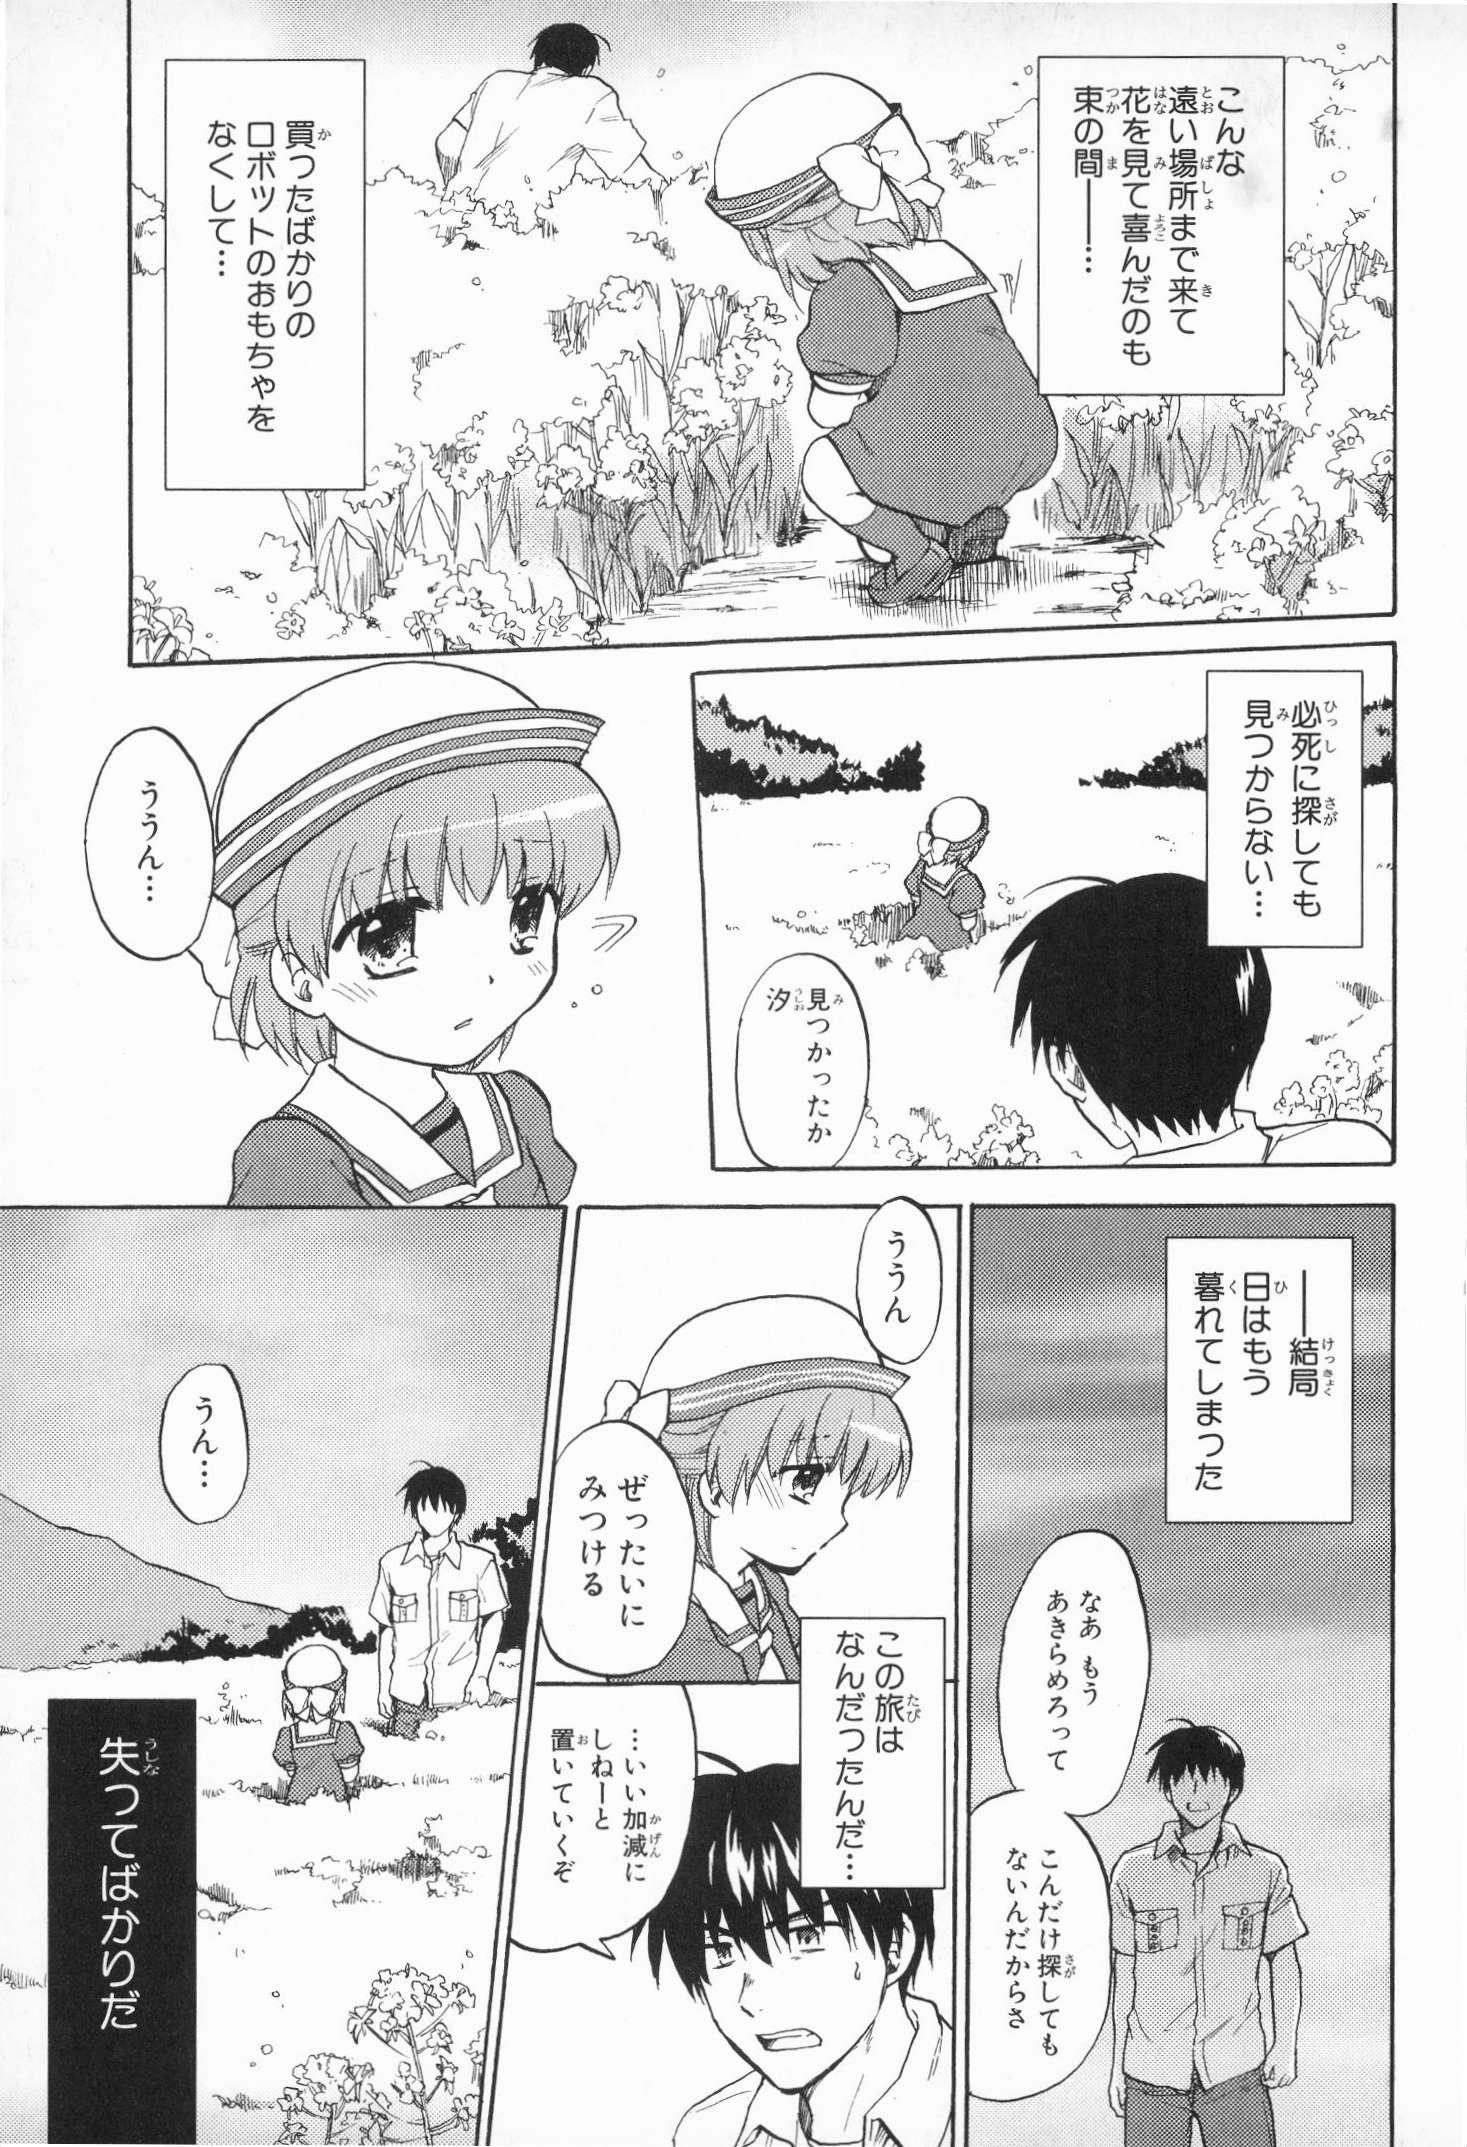 こんな
遠い場所まで来て
花を見て喜んだのも
束の間――…
買ったばかりの
ロボットのおもちゃを
なくして…
必死に探しても
見つからない…
見つかったか
汐
ううん…
――結局
日はもう
暮れてしまった
なあ もう
あきらめろって
こんだけ探しても
ないんだからさ
ううん
ぜったいに
みつける
この旅は
なんだったんだ…
…いい加減に
しねーと
置いていくぞ
うん…
失ってばかりだ